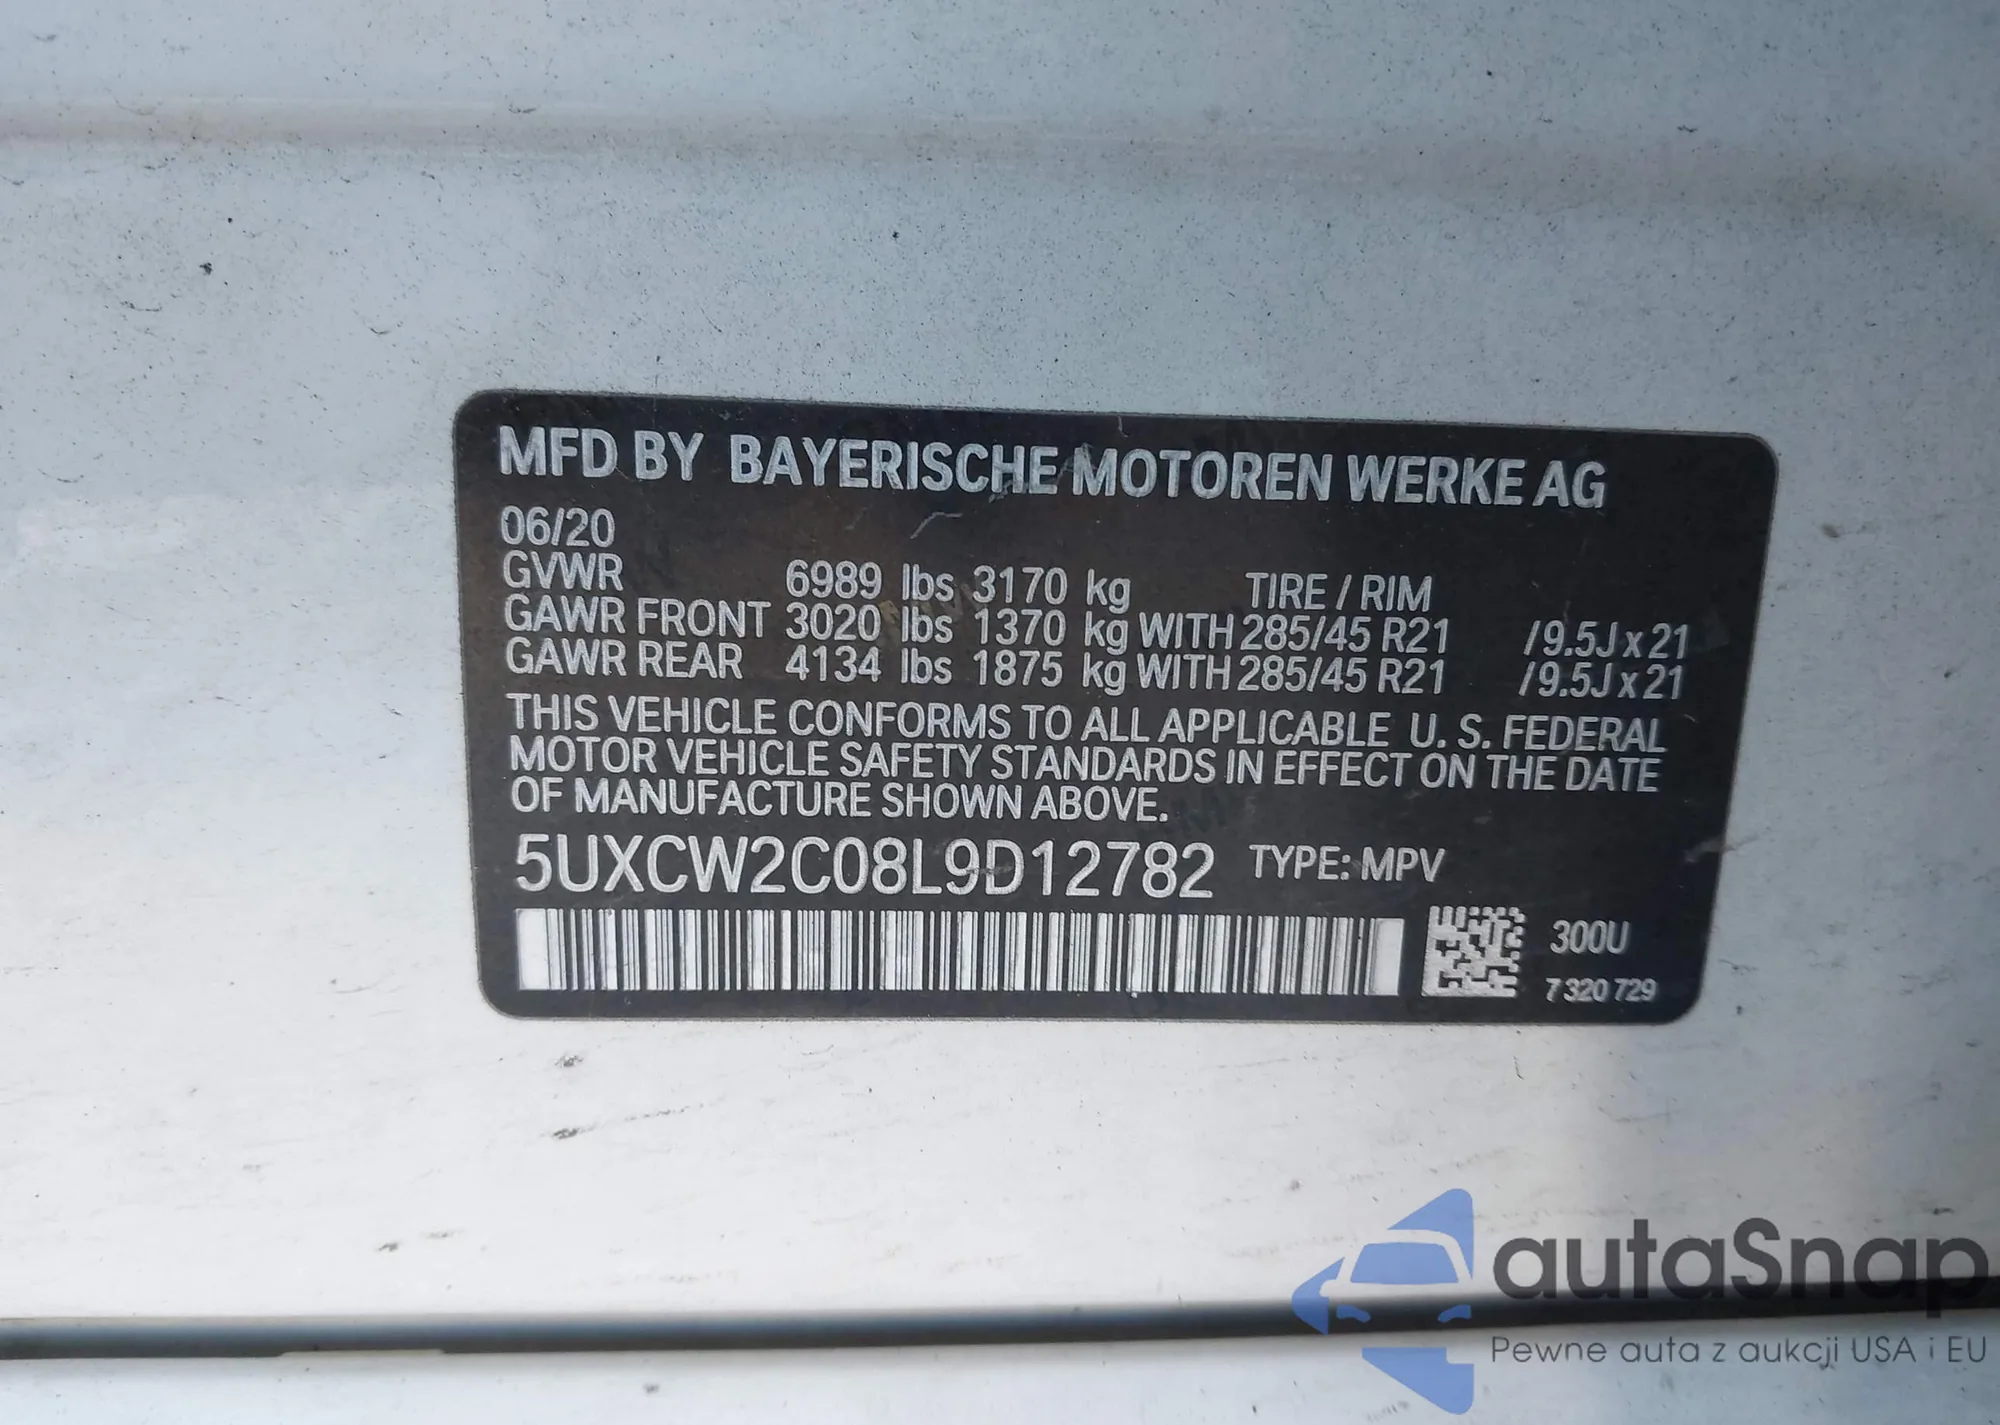 MFD BY BAYERISCHE MOTOREN WERKE AG
06/20
GVWR 6989 lbs 3170 kg TIRE / RIM
GAWR FRONT 3020 lbs 1370 kg WITH 285/45 R21 /9.5J x 21
GAWR REAR 4134 lbs 1875 kg WITH 285/45 R21 /9.5J x 21
THIS VEHICLE CONFORMS TO ALL APPLICABLE U. S. FEDERAL
MOTOR VEHICLE SAFETY STANDARDS IN EFFECT ON THE DATE
OF MANUFACTURE SHOWN ABOVE.
5UXCW2C08L9D12782 TYPE: MPV
300U
7 320 729
autaSnap
Pewne auta z aukcji USA i EU